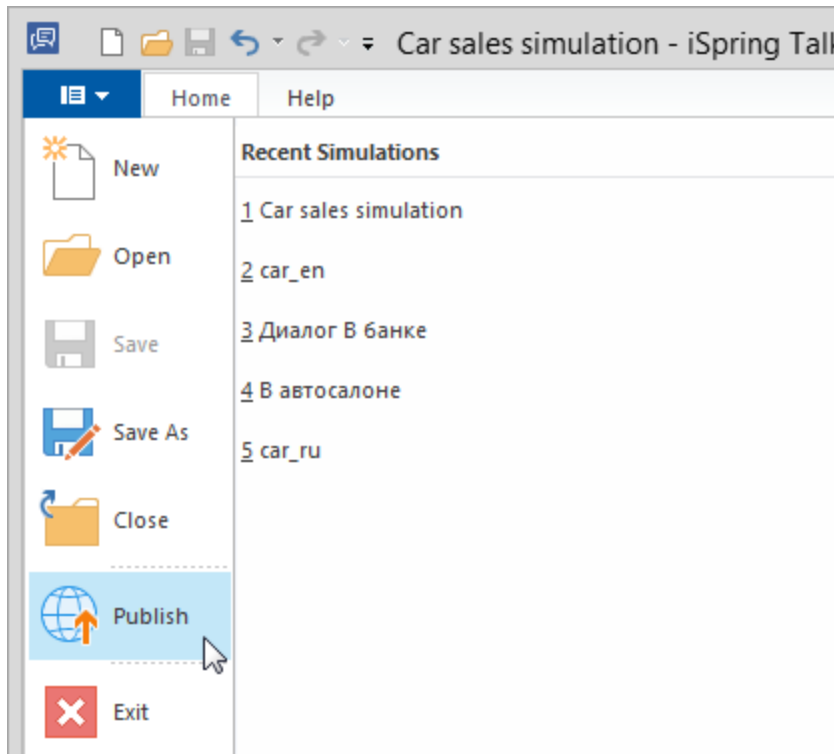 Car sales simulation - iSpring Talk
Home
Help
New
Open
Save
Save As
Close
Publish
Exit
Recent Simulations
1 Car sales simulation
2 car_en
3 Диалог В банке
4 В автосалоне
5 car_ru